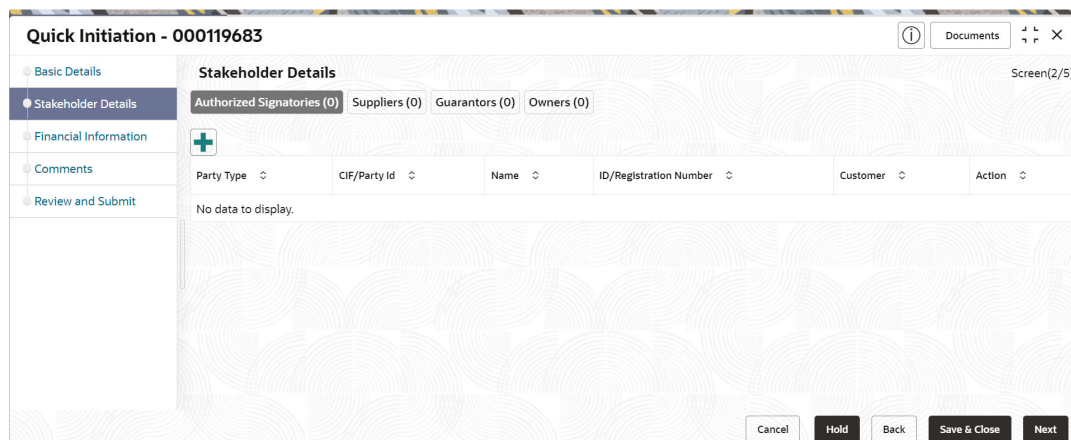 Quick Initiation - 000119683
Documents
Basic Details
Stakeholder Details
Financial Information
Comments
Review and Submit
Stakeholder Details
Screen(2/5)
Authorized Signatories (0) Suppliers (0) Guarantors (0) Owners (0)
Party Type CIF/Party Id Name ID/Registration Number Customer Action
No data to display.
Cancel Hold Back Save & Close Next